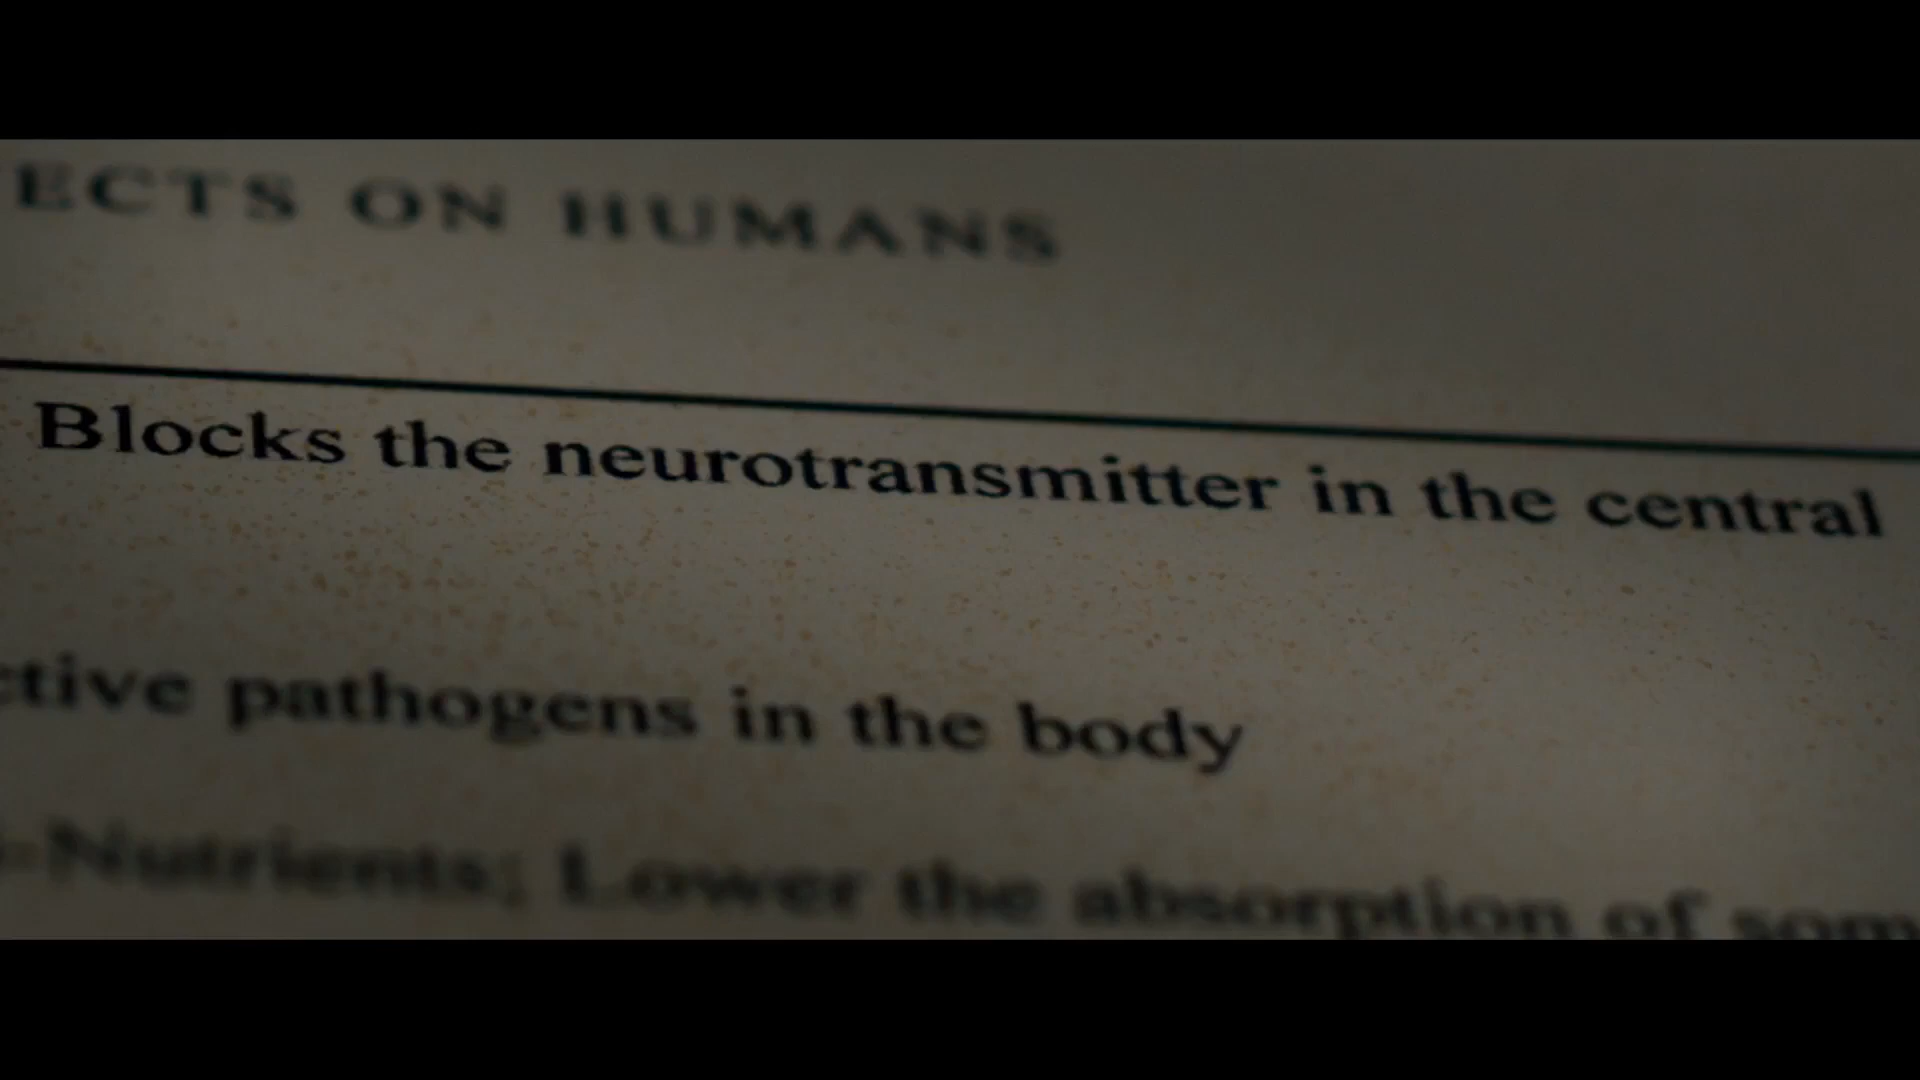 ECTS ON HUMANS
Blocks the neurotransmitter in the central
ctive pathogens in the body
-Nutrients; Lower the absorption of som